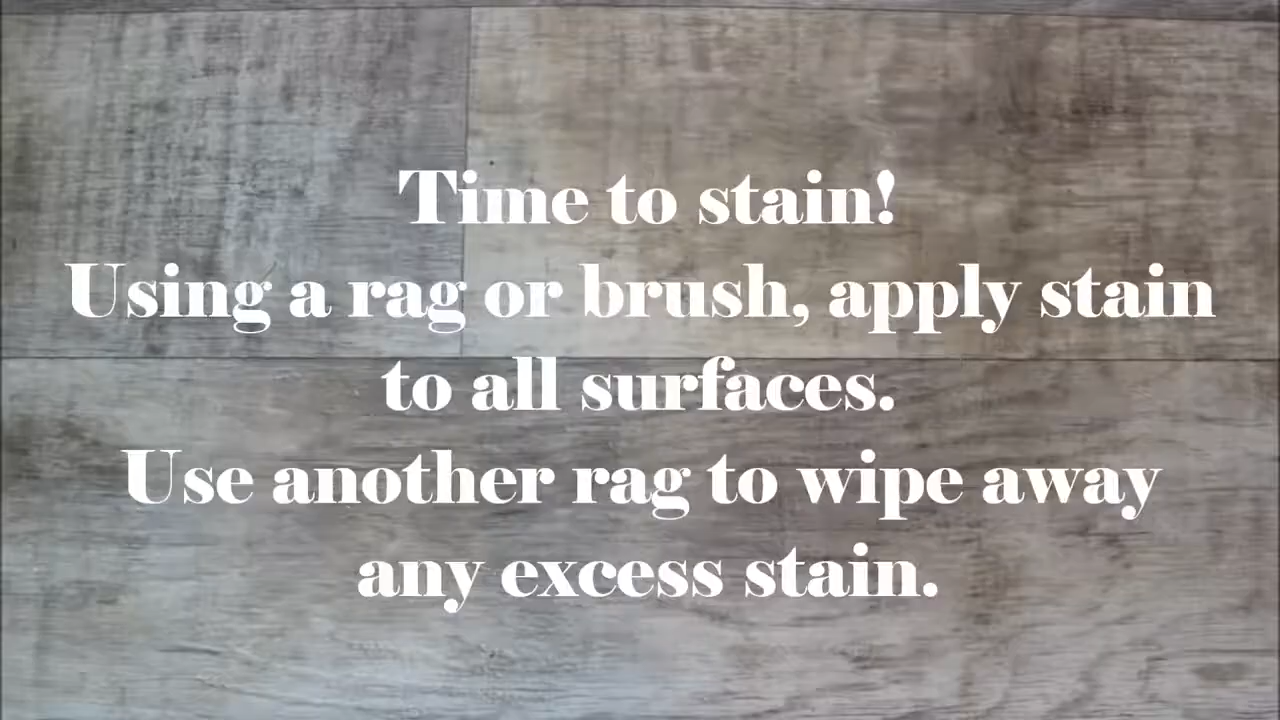 Time to stain!
Using a rag or brush, apply stain
to all surfaces.
Use another rag to wipe away
any excess stain.